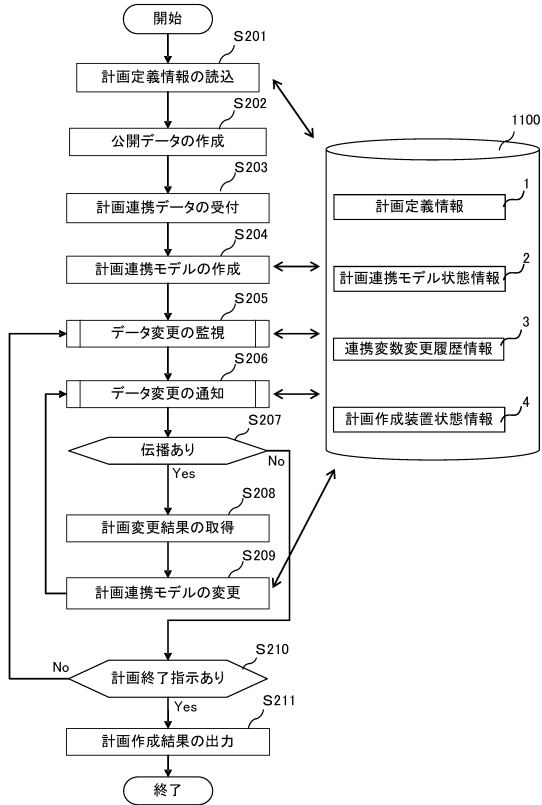 開始
S201
計画定義情報の読込
S202
公開データの作成
S203
計画連携データの受付
S204
計画連携モデルの作成
S205
データ変更の監視
S206
データ変更の通知
S207
伝播あり
No
Yes
S208
計画変更結果の取得
S209
計画連携モデルの変更
S210
No
計画終了指示あり
Yes
S211
計画作成結果の出力
終了
1100
1
計画定義情報
2
計画連携モデル状態情報
3
連携変数変更履歴情報
4
計画作成装置状態情報